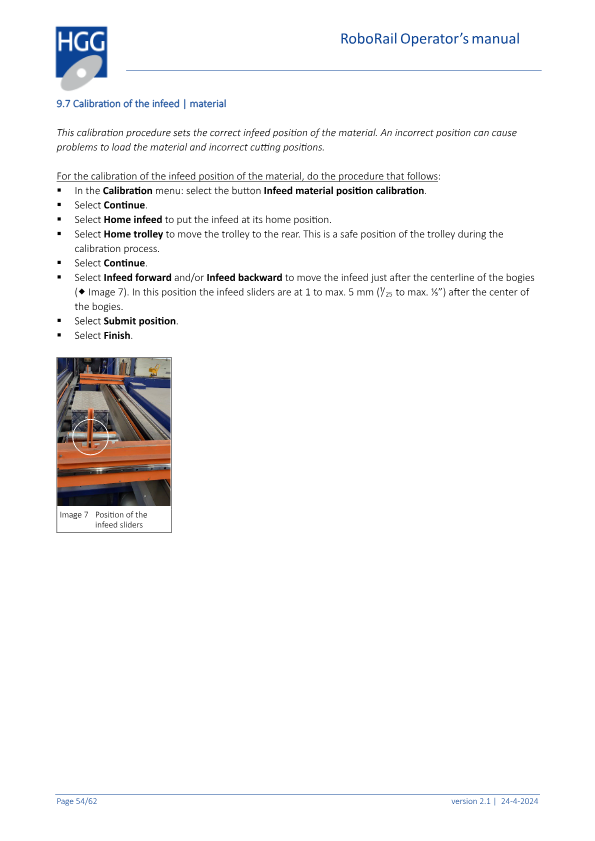 HGG
RoboRail Operator's manual
9.7 Calibration of the infeed | material
This calibration procedure sets the correct infeed position of the material. An incorrect position can cause
problems to load the material and incorrect cutting positions.
For the calibration of the infeed position of the material, do the procedure that follows:
▪ In the Calibration menu: select the button Infeed material position calibration.
▪ Select Continue.
▪ Select Home infeed to put the infeed at its home position.
▪ Select Home trolley to move the trolley to the rear. This is a safe position of the trolley during the
calibration process.
▪ Select Continue.
▪ Select Infeed forward and/or Infeed backward to move the infeed just after the centerline of the bogies
(◆ Image 7). In this position the infeed sliders are at 1 to max. 5 mm (1/25 to max. ⅕") after the center of
the bogies.
▪ Select Submit position.
▪ Select Finish.
Image 7 Position of the
infeed sliders
Page 54/62
version 2.1 | 24-4-2024